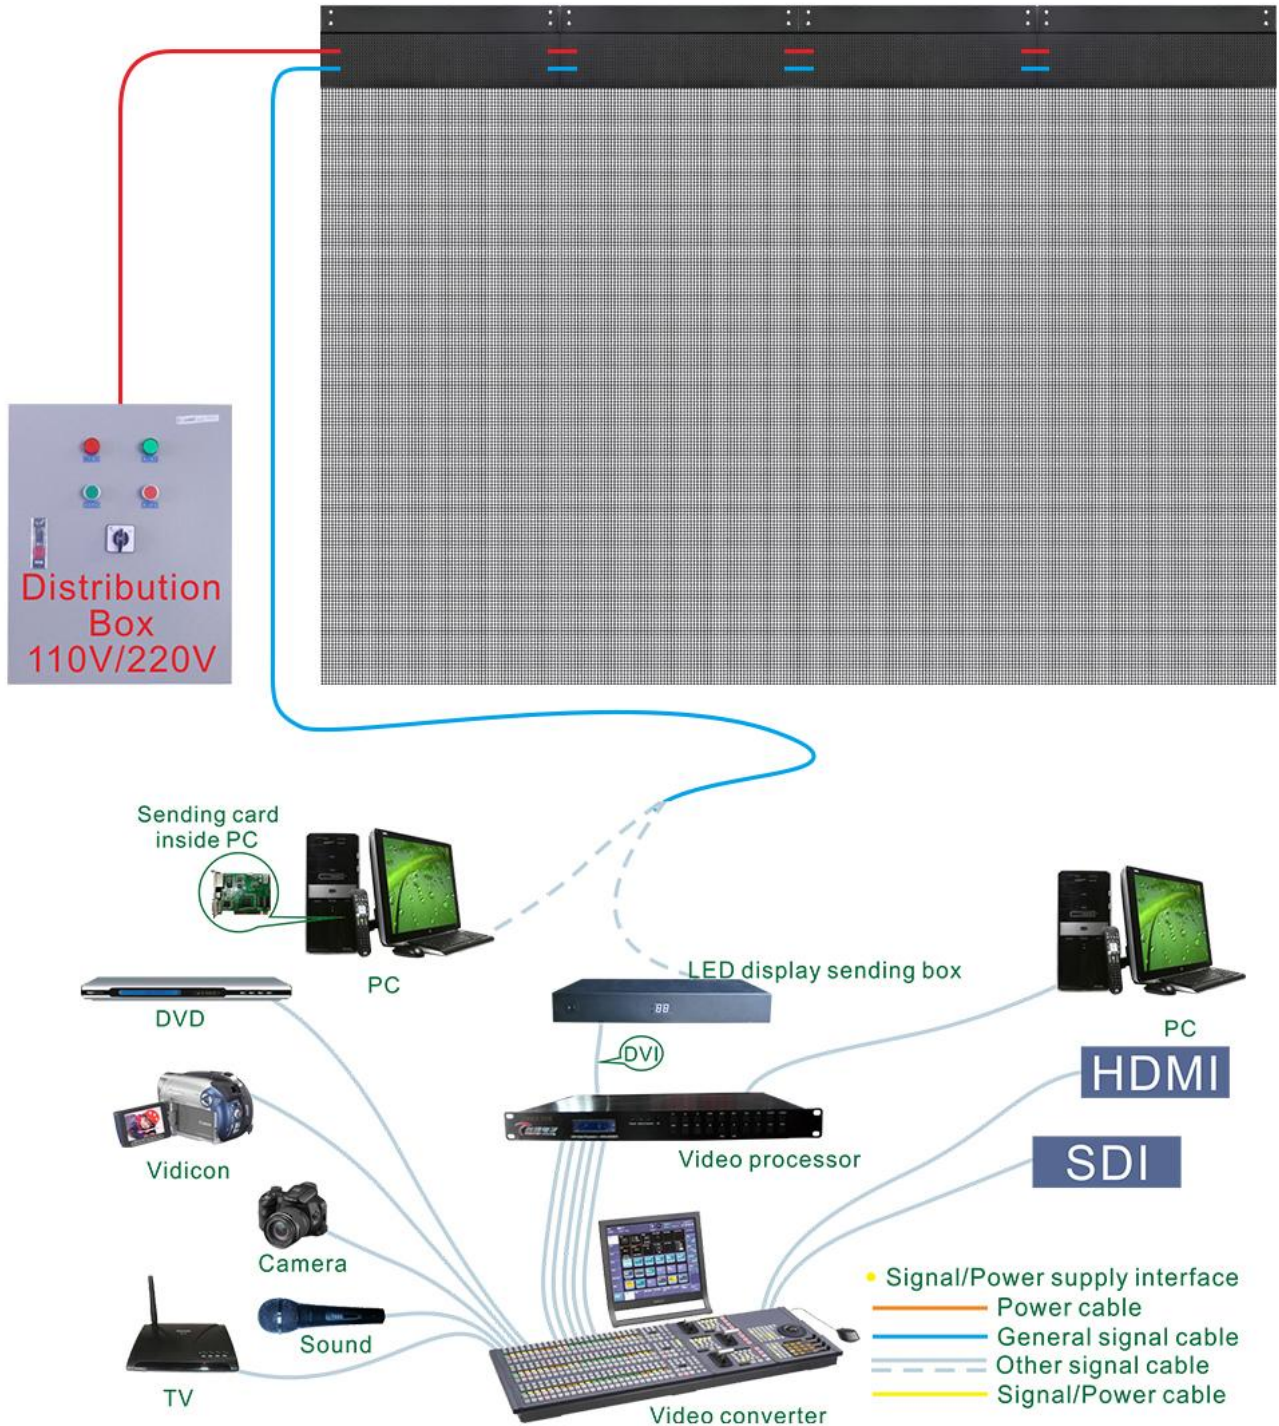 Distribution
Box
110V/220V
Sending card
inside PC
PC
LED display sending box
88
DVD
DVI
PC
HDMI
Vidicon
Video processor
SDI
Camera
Sound
TV
Video converter
Signal/Power supply interface
Power cable
General signal cable
Other signal cable
Signal/Power cable